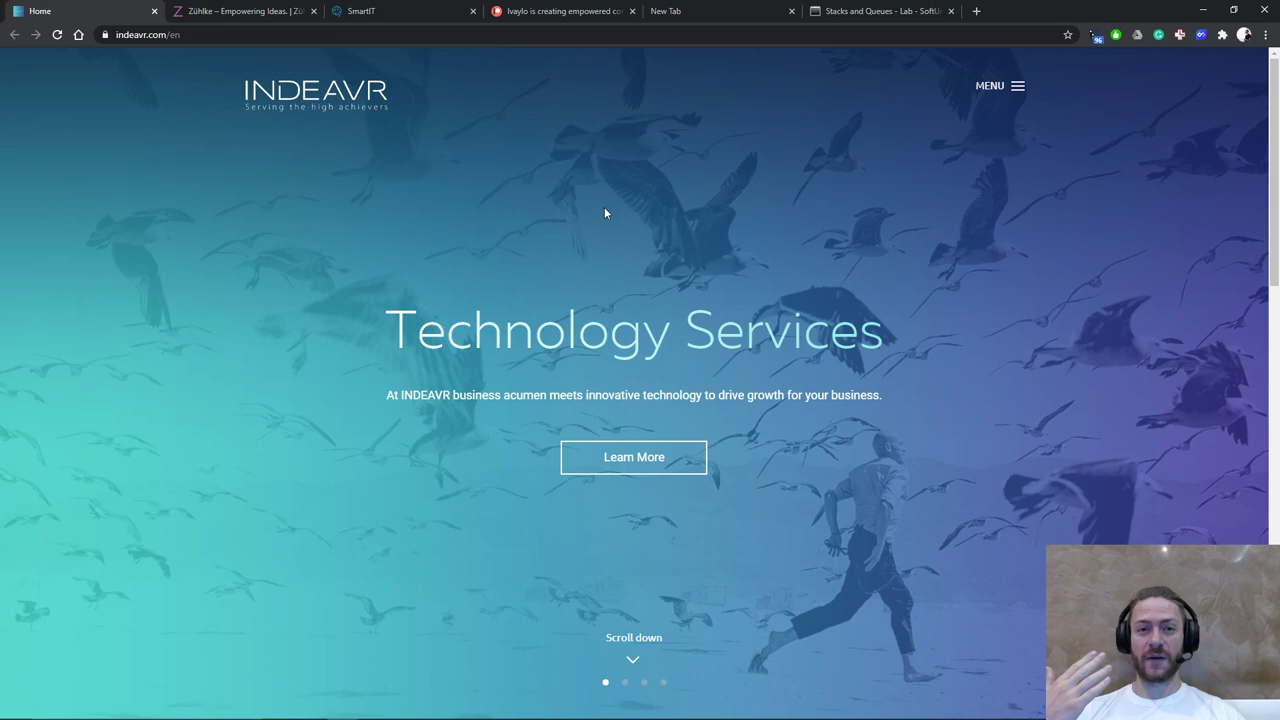 Home
Zühlke – Empowering Ideas. | Zü
SmartIT
Ivaylo is creating empowered co
New Tab
Stacks and Queues - Lab - SoftU
indeavr.com/en
96
INDEAVR
Serving the high achievers
MENU
Technology Services
At INDEAVR business acumen meets innovative technology to drive growth for your business.
Learn More
Scroll down